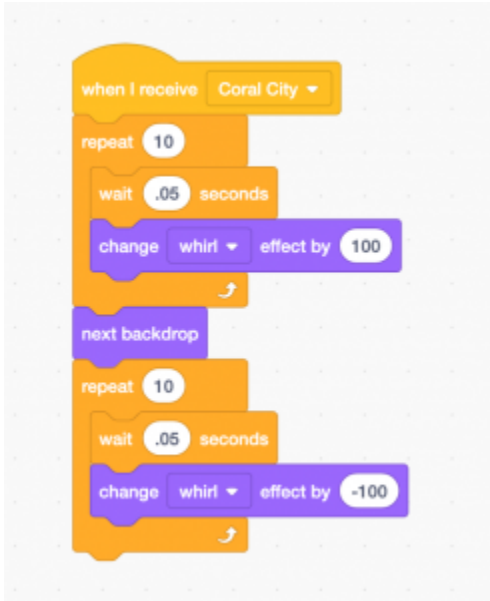 when I receive Coral City
repeat 10
wait .05 seconds
change whirl effect by 100
next backdrop
repeat 10
wait .05 seconds
change whirl effect by -100